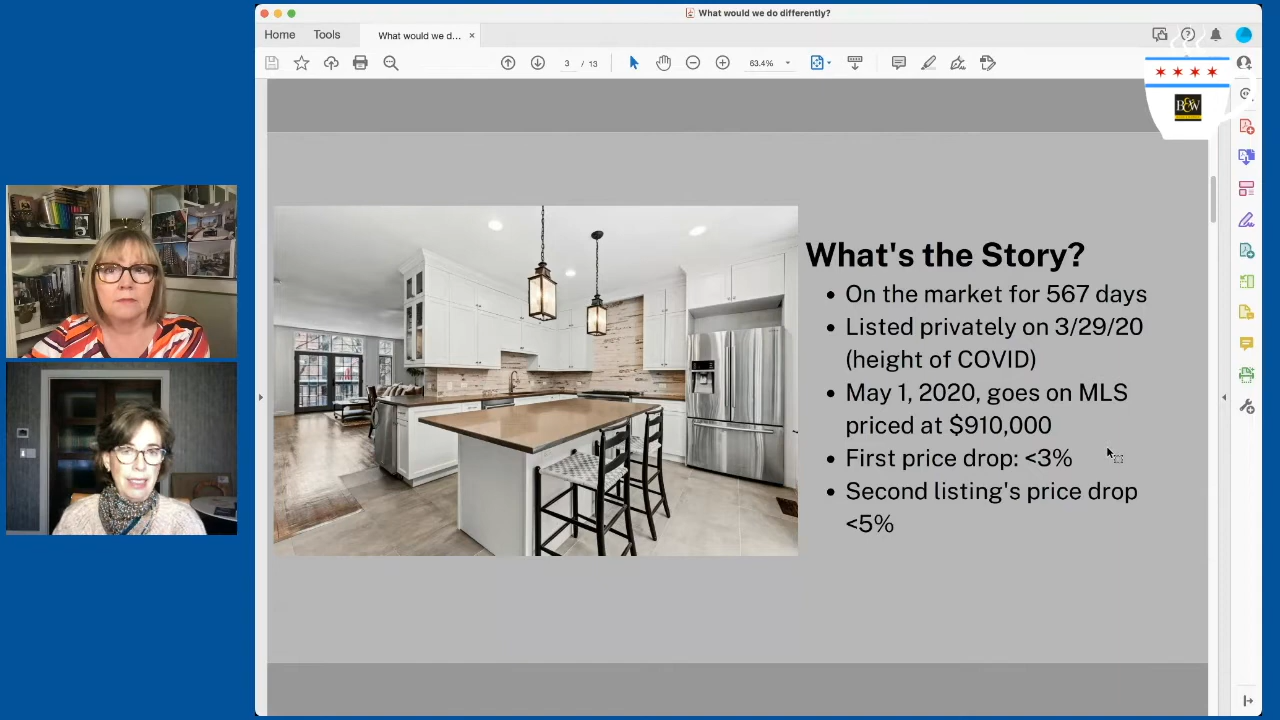 What would we do differently?
Home Tools What would we d... ×
3 / 13 63.4%
B&W
What's the Story?
• On the market for 567 days
• Listed privately on 3/29/20
(height of COVID)
• May 1, 2020, goes on MLS
priced at $910,000
• First price drop: <3%
• Second listing's price drop
<5%